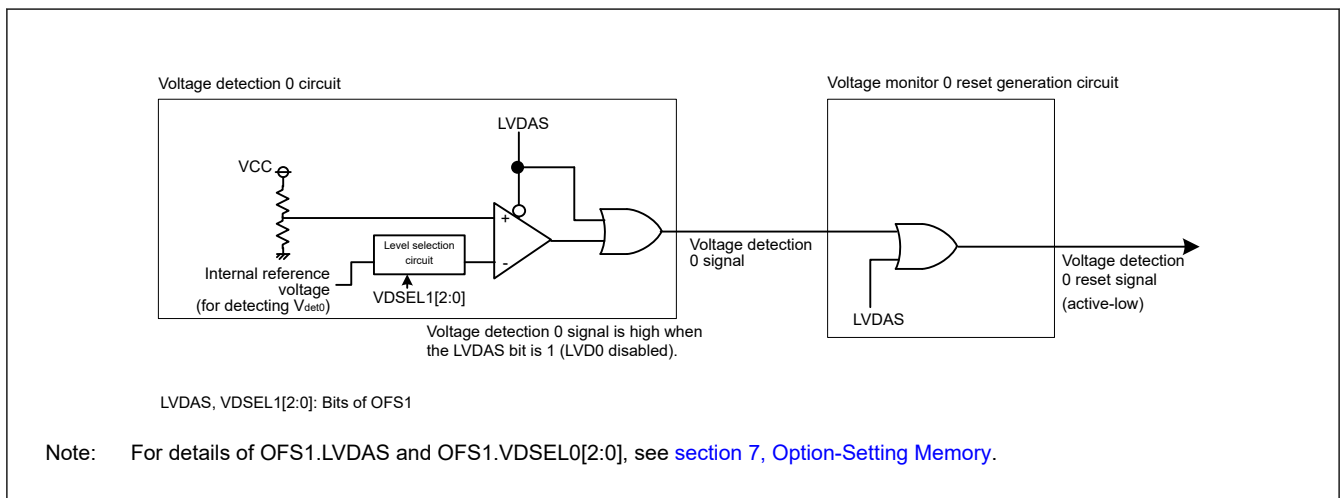 Voltage detection 0 circuit
Voltage monitor 0 reset generation circuit
LVDAS
VCC
+
-
Level selection
circuit
Internal reference
voltage
(for detecting Vdet0)
VDSEL1[2:0]
Voltage detection
0 signal
LVDAS
Voltage detection
0 reset signal
(active-low)
Voltage detection 0 signal is high when
the LVDAS bit is 1 (LVD0 disabled).
LVDAS, VDSEL1[2:0]: Bits of OFS1
Note: For details of OFS1.LVDAS and OFS1.VDSEL0[2:0], see section 7, Option-Setting Memory.